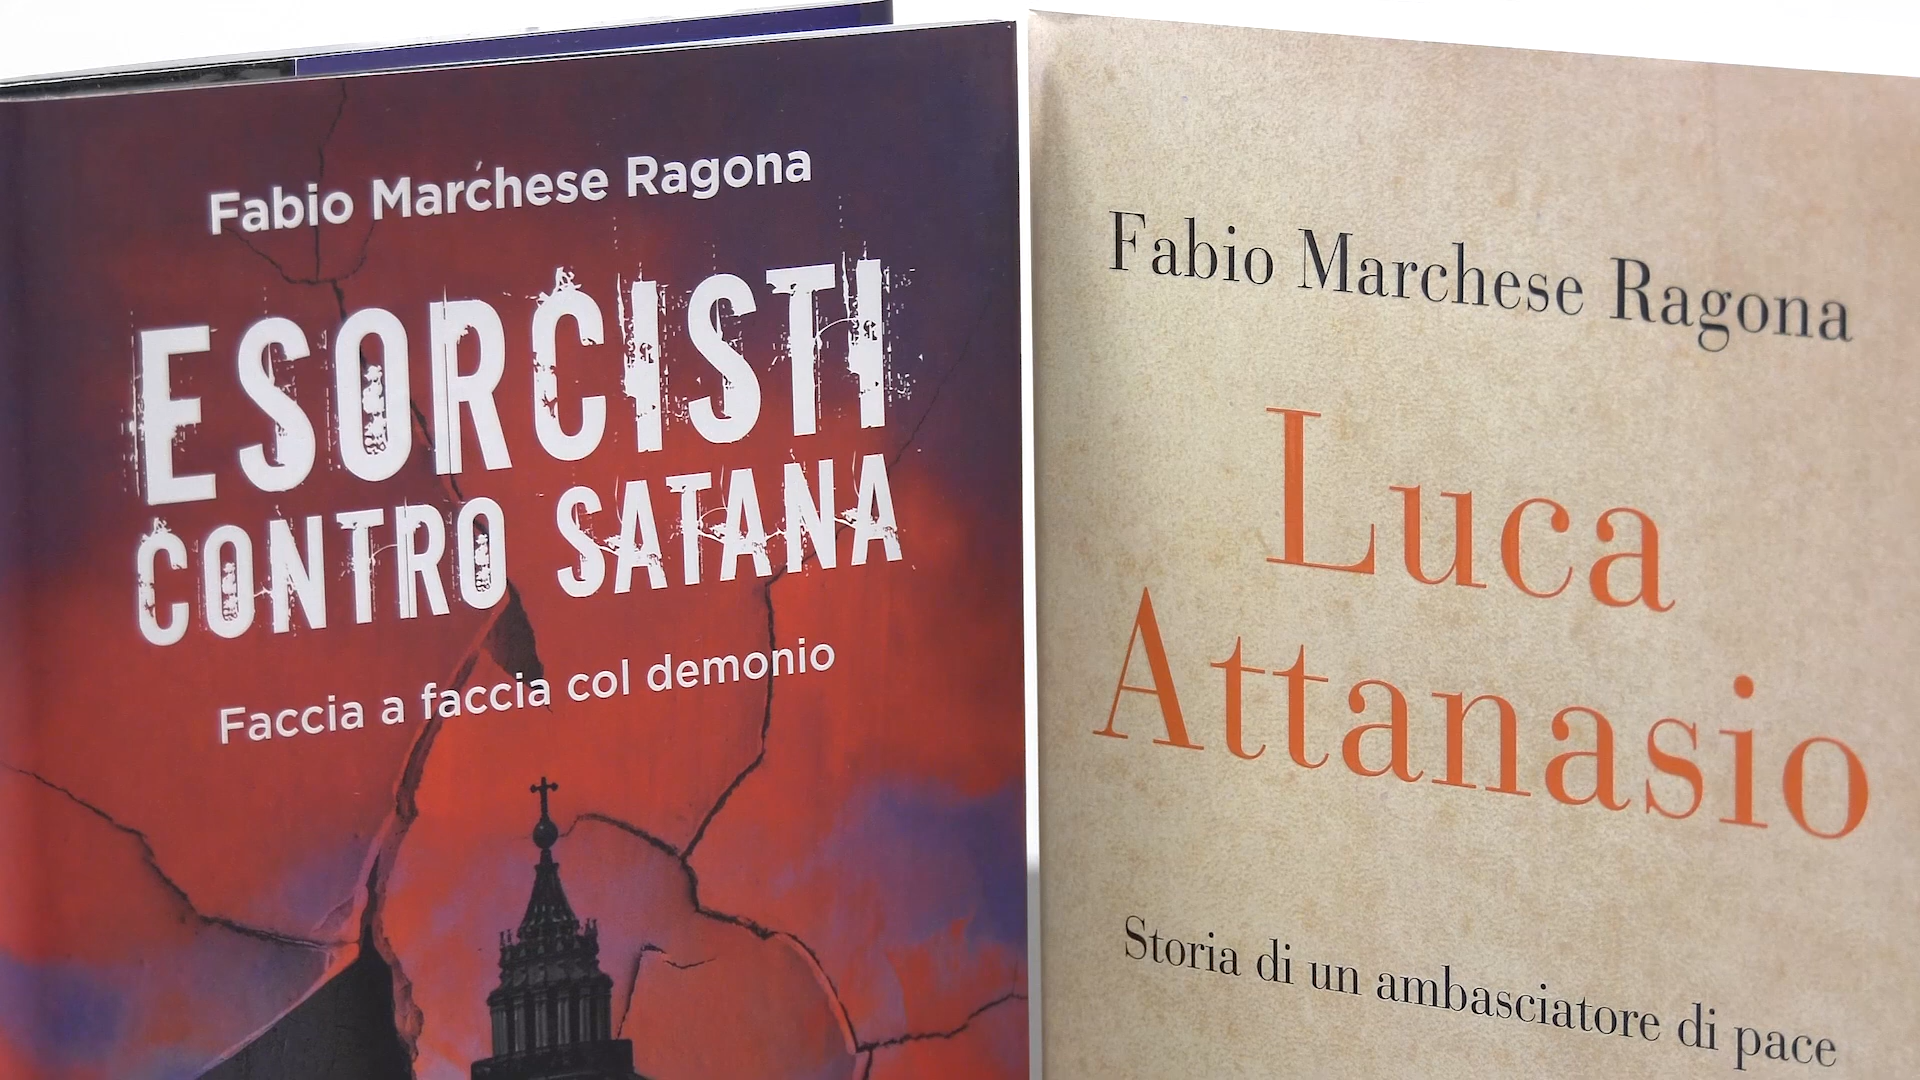 Fabio Marchese Ragona
ESORCISTI
CONTRO SATANA
Faccia a faccia col demonio
Fabio Marchese Ragona
Luca
Attanasio
Storia di un ambasciatore di pace